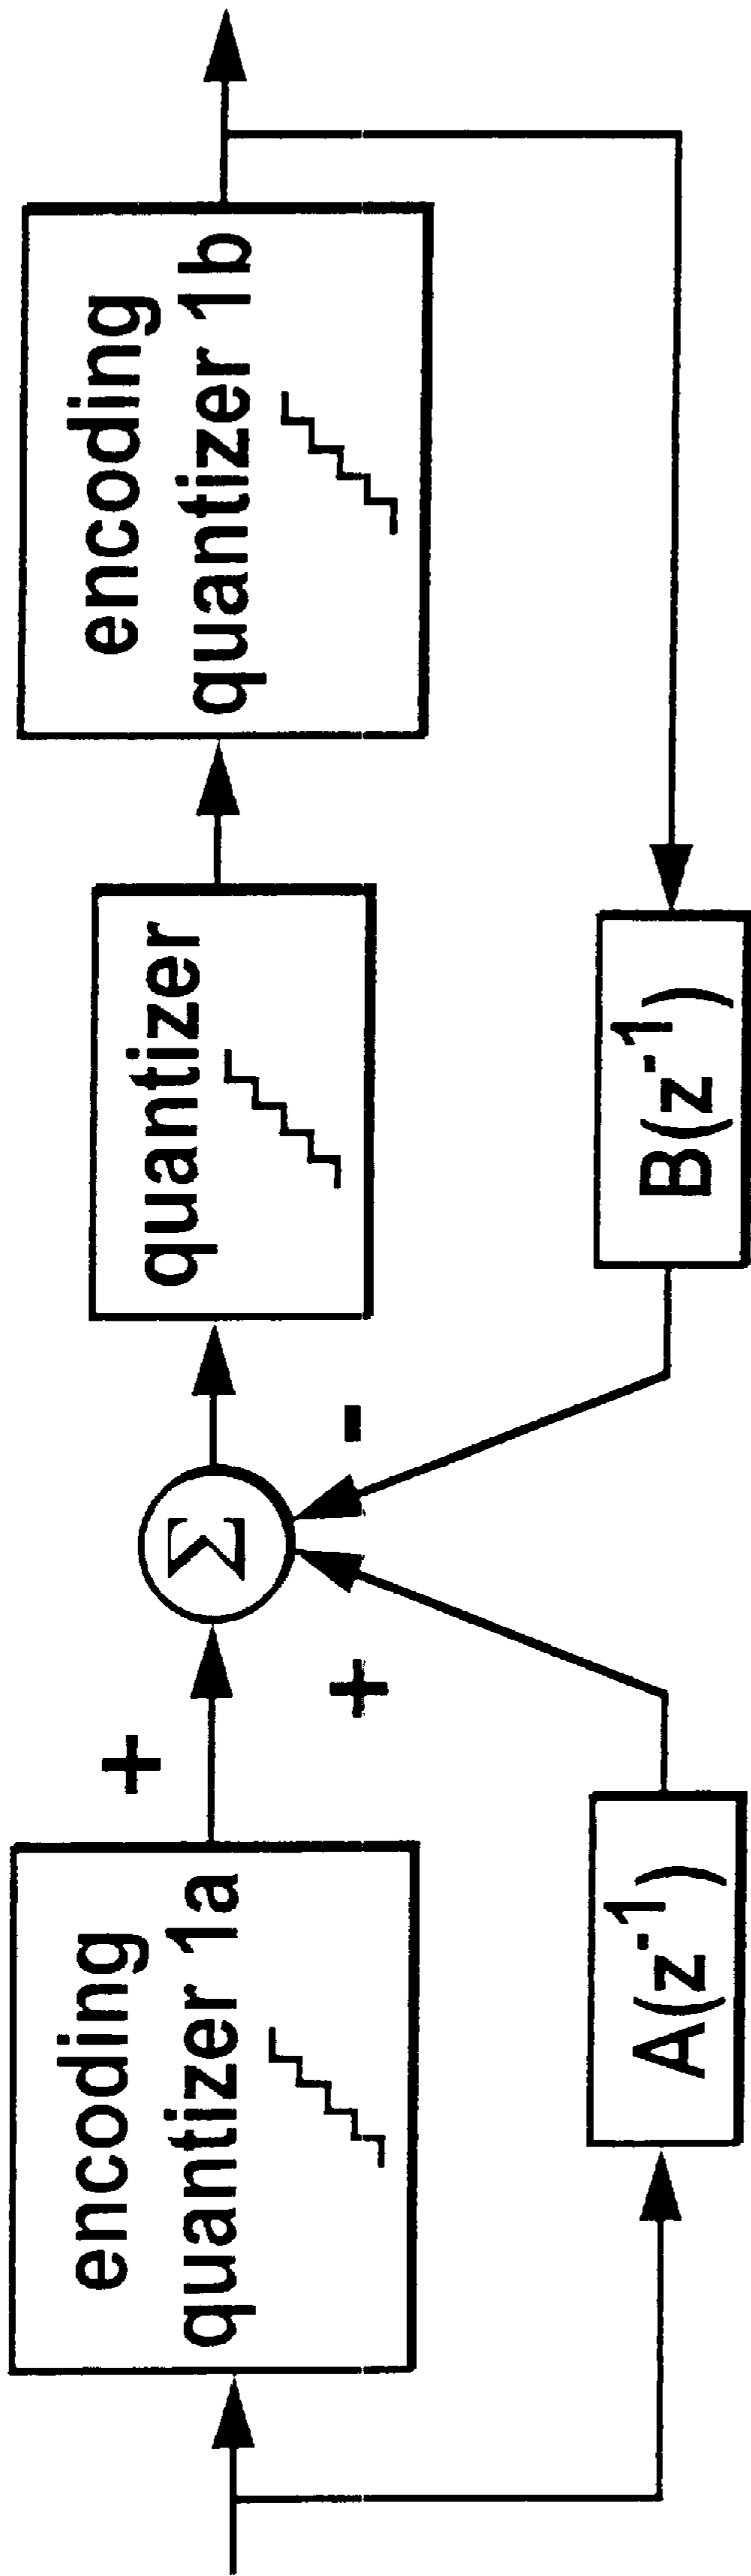 encoding
quantizer 1a
+
+
Σ
-
quantizer
encoding
quantizer 1b
A(z⁻¹)
B(z⁻¹)